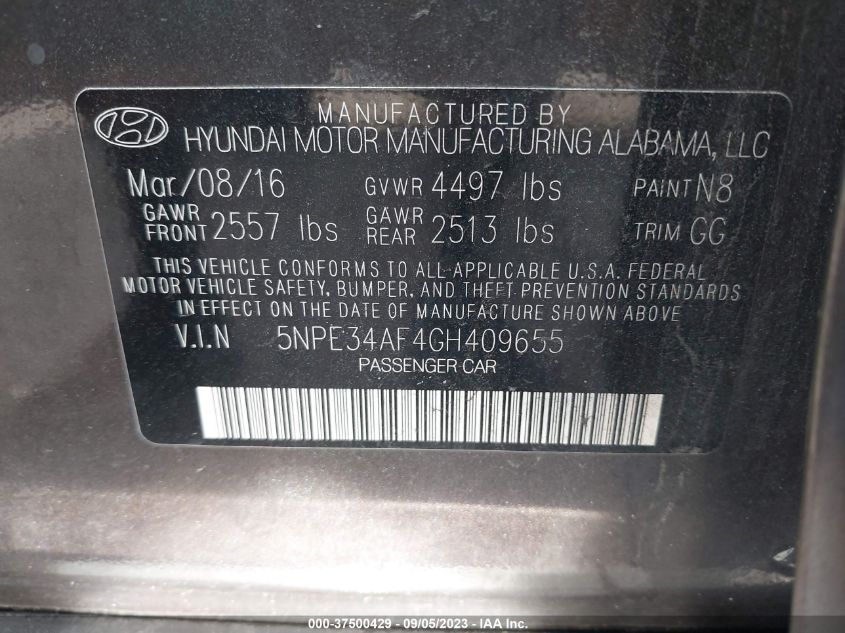 MANUFACTURED BY
HYUNDAI MOTOR MANUFACTURING ALABAMA, LLC
Mar/08/16 GVWR 4497 lbs PAINT N8
GAWR FRONT 2557 lbs GAWR REAR 2513 lbs TRIM GG
THIS VEHICLE CONFORMS TO ALL APPLICABLE U.S.A. FEDERAL
MOTOR VEHICLE SAFETY, BUMPER, AND THEFT PREVENTION STANDARDS
IN EFFECT ON THE DATE OF MANUFACTURE SHOWN ABOVE
V.I.N 5NPE34AF4GH409655
PASSENGER CAR
000-37500429 - 09/05/2023 - IAA Inc.